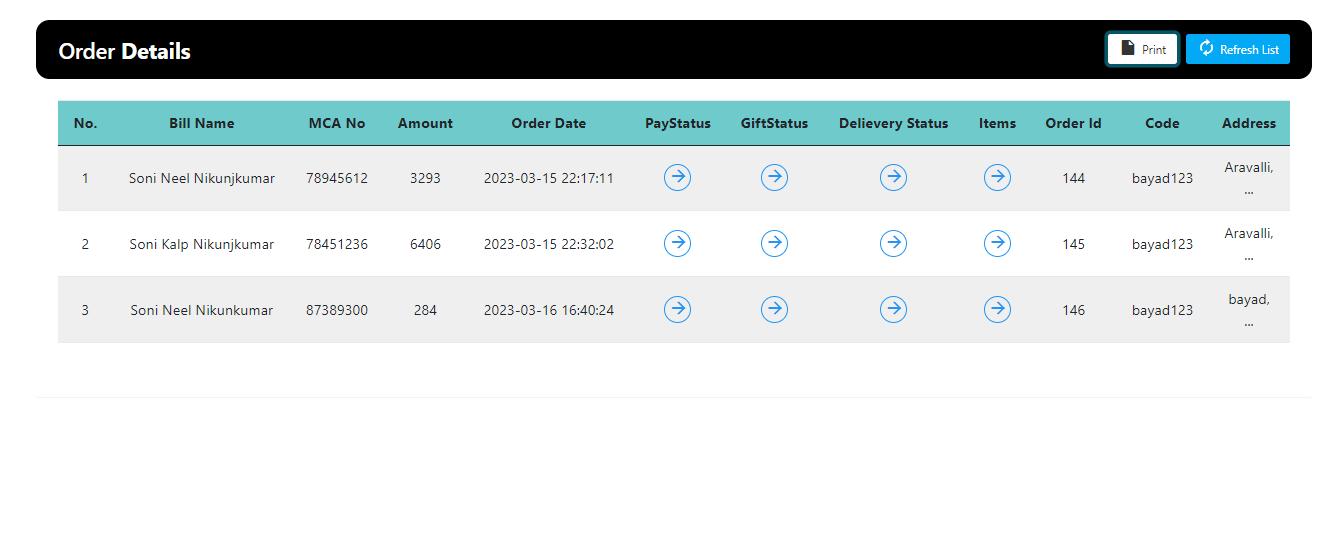 Order Details
Print
Refresh List
No. Bill Name MCA No Amount Order Date PayStatus GiftStatus Delievery Status Items Order Id Code Address
1 Soni Neel Nikunjkumar 78945612 3293 2023-03-15 22:17:11 144 bayad123 Aravalli, ...
2 Soni Kalp Nikunjkumar 78451236 6406 2023-03-15 22:32:02 145 bayad123 Aravalli, ...
3 Soni Neel Nikunkumar 87389300 284 2023-03-16 16:40:24 146 bayad123 bayad, ...